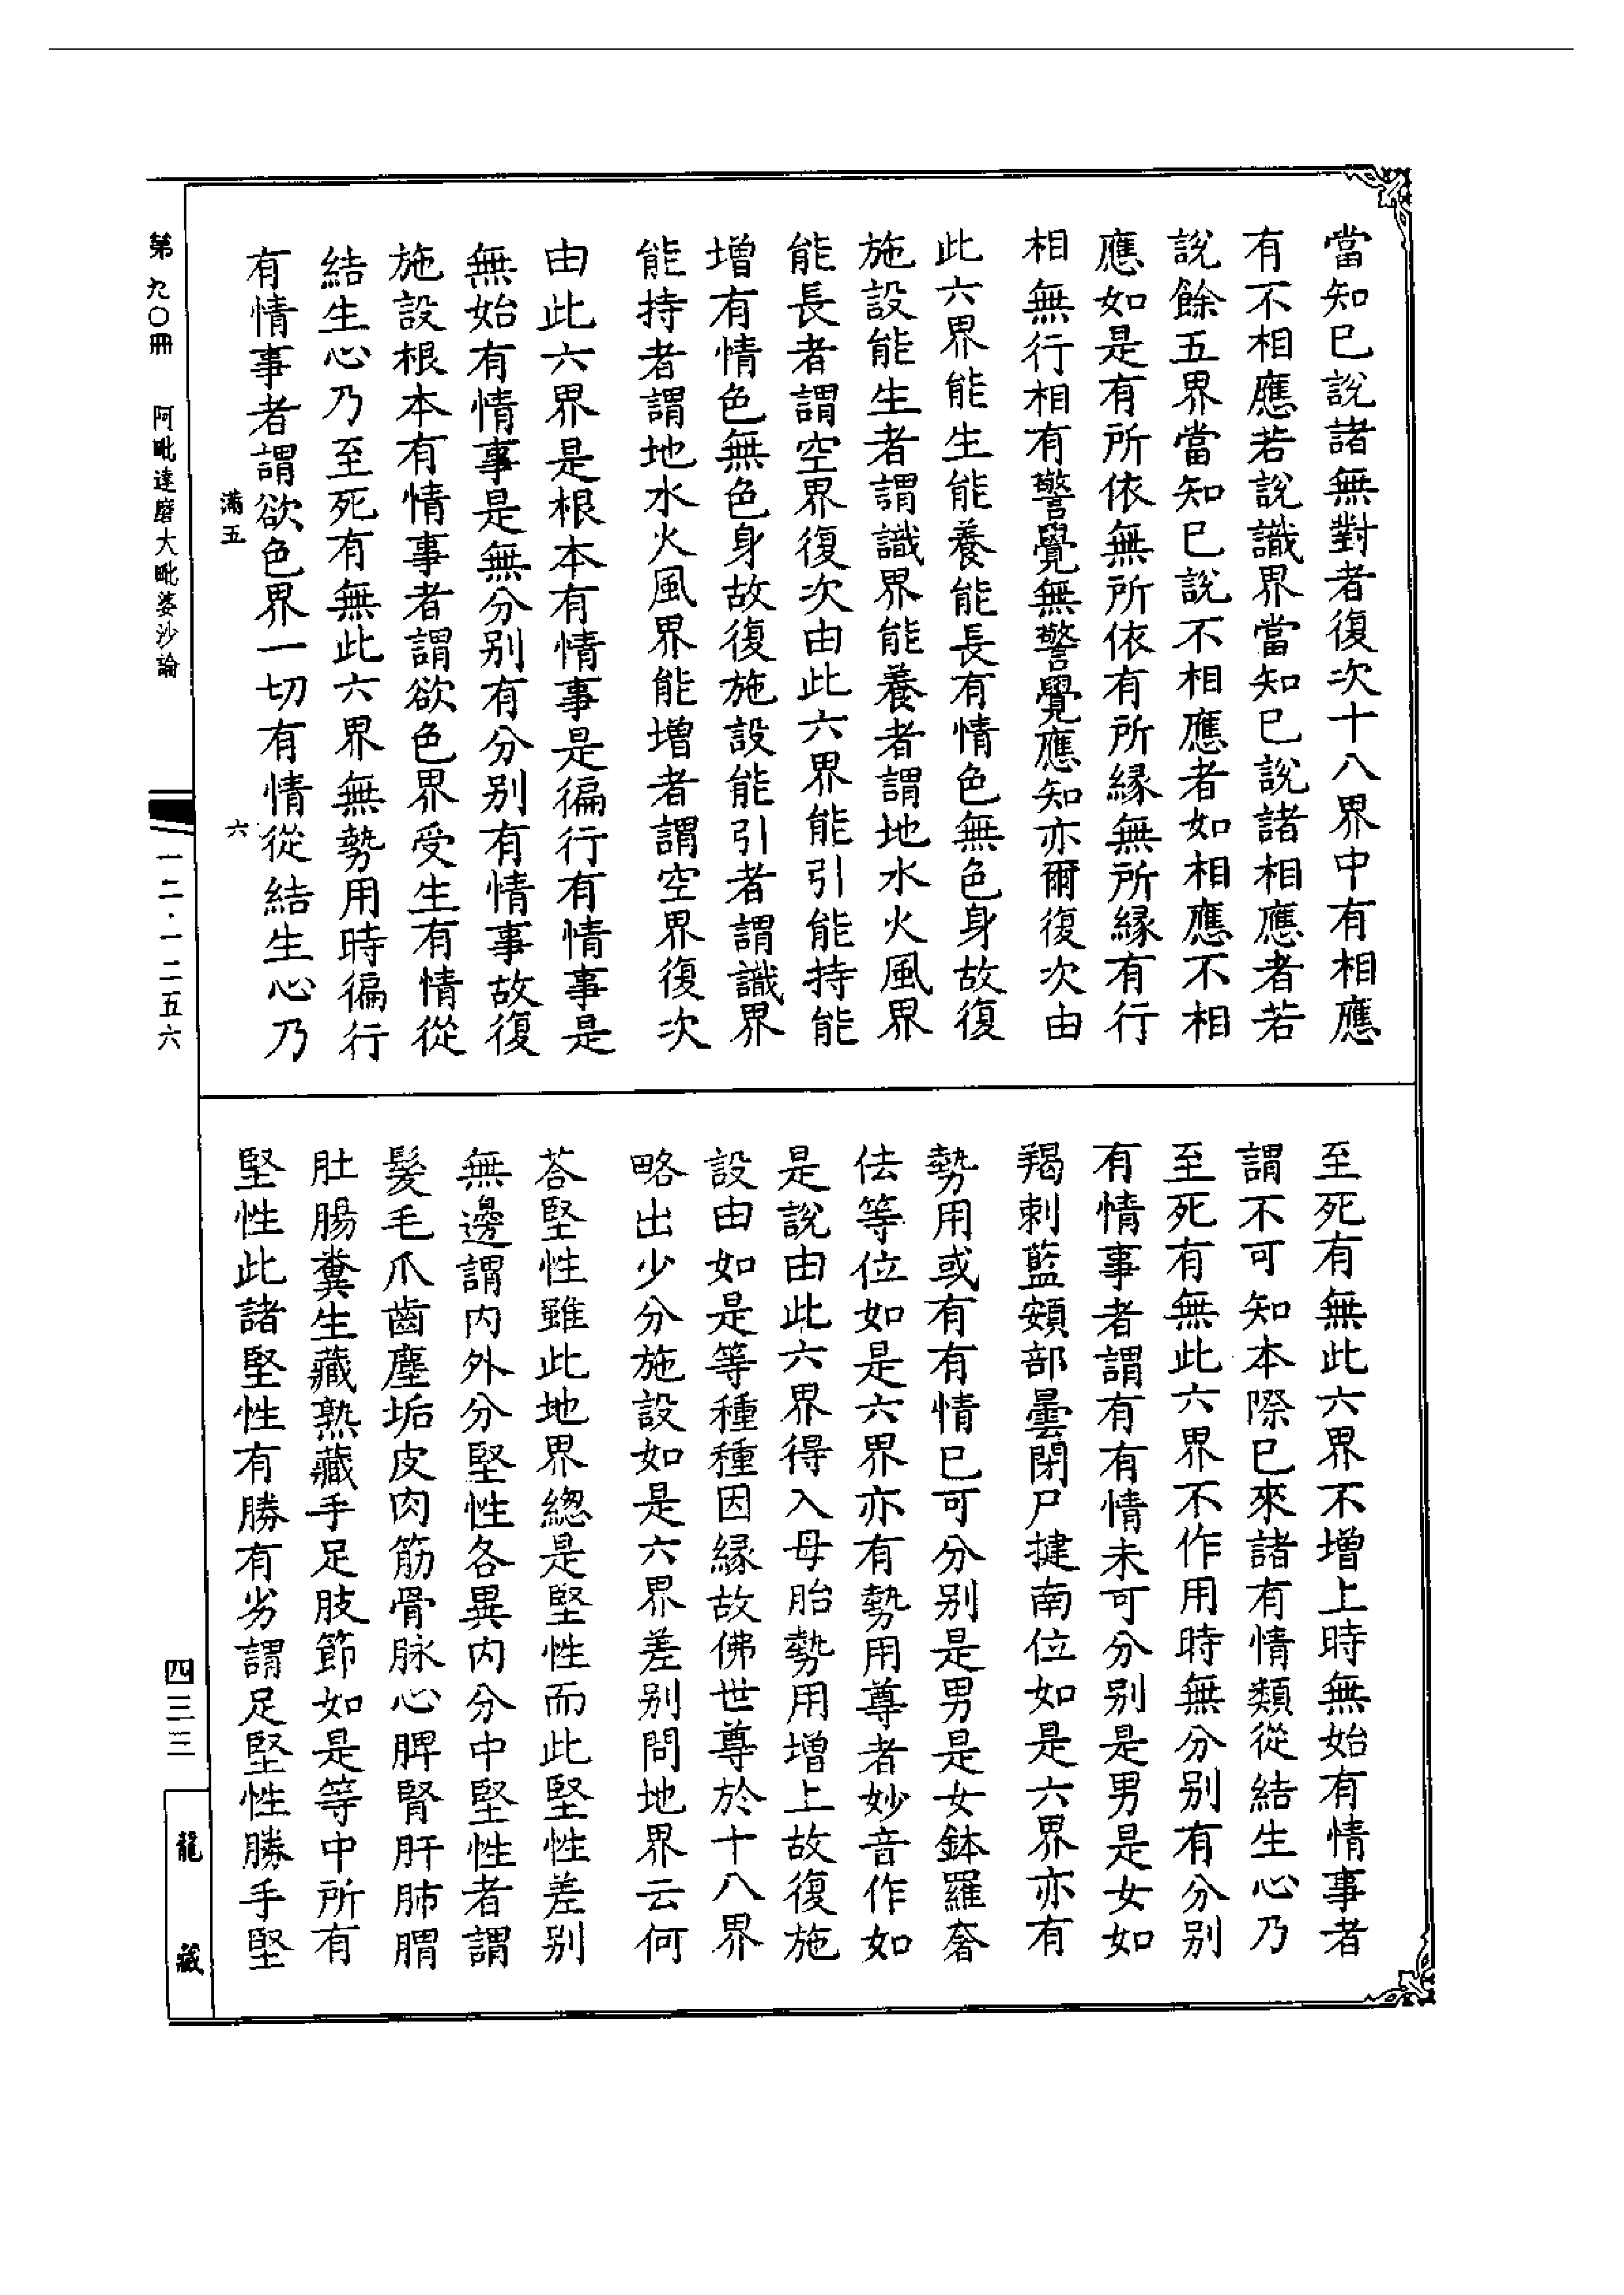 當知已說諸無對者復次十八界中有相應
有不相應若說識界當知已說諸相應者若
說餘五界當知已說不相應者如相應不相
應如是有所依無所依有所緣無所緣有行
相無行相有警覺無警覺應知亦爾復次由
此六界能生能養能長有情色無色身故復
施設能生者謂識界能養者謂地水火風界
能長者謂空界復次由此六界能引能持能
增有情色無色身故復施設能引者謂識界
能持者謂地水火風界能增者謂空界復次
由此六界是根本有情事是徧行有情事是
無始有情事是無分別有分別有情事故復
施設根本有情事者謂欲色界受生有情從
結生心乃至死有無此六界無勢用時徧行
有情事者謂欲色界一切有情從結生心乃
至死有無此六界不增上時無始有情事者
謂不可知本際已來諸有情類從結生心乃
至死有無此六界不作用時無分別有分別
有情事者謂有有情未可分別是男是女如
羯剌藍頞部曇閉尸揵南位如是六界亦有
勢用或有有情已可分別是男是女鉢羅奢
佉等位如是六界亦有勢用尊者妙音作如
是說由此六界得入母胎勢用增上故復施
設由如是等種種因緣故佛世尊於十八界
略出少分施設如是六界差別問地界云何
荅堅性雖此地界緫是堅性而此堅性差別
無邊謂內外分堅性各異內分中堅性者謂
髮毛爪齒塵垢皮肉筋骨脉心脾腎肝肺腪
肚腸糞生藏熟藏手足肢節如是等中所有
堅性此諸堅性有勝有劣謂足堅性勝手堅
滿五
六
第九〇冊 阿毗達磨大毗婆沙論
一二·一二五六
四三三
龍藏